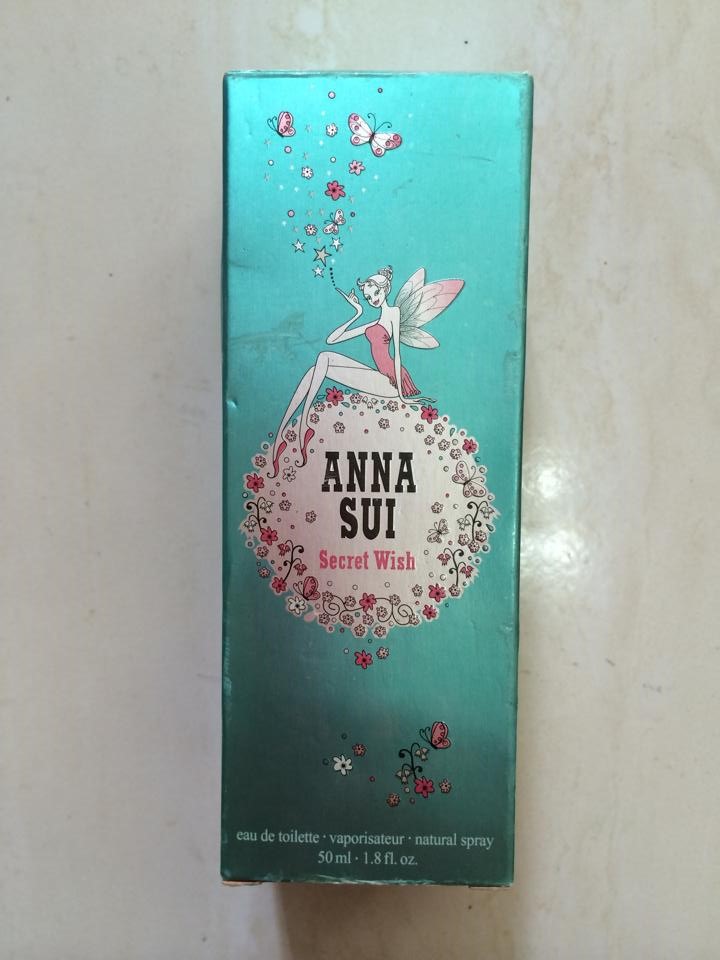 ANNA
SUI
Secret Wish
eau de toilette · vaporisateur · natural spray
50 ml · 1.8 fl. oz.